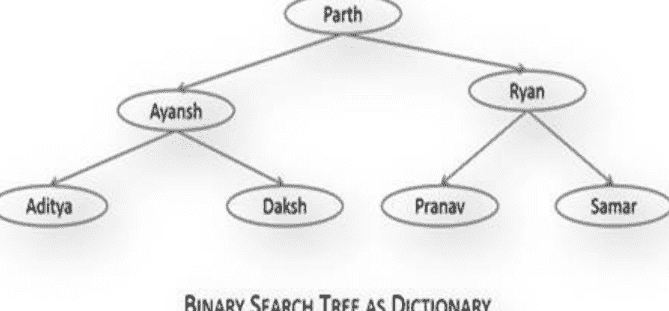 Parth
Ayansh
Ryan
Aditya
Daksh
Pranav
Samar
BINARY SEARCH TREE AS DICTIONARY